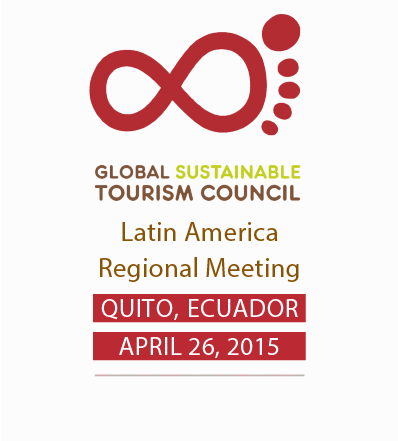 GLOBAL SUSTAINABLE
TOURISM COUNCIL
Latin America
Regional Meeting
QUITO, ECUADOR
APRIL 26, 2015